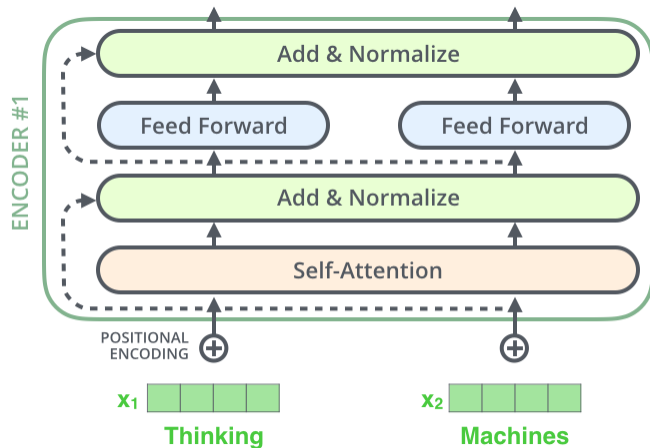 ENCODER #1
Add & Normalize
Feed Forward
Feed Forward
Add & Normalize
Self-Attention
POSITIONAL
ENCODING
x₁
x₂
Thinking
Machines